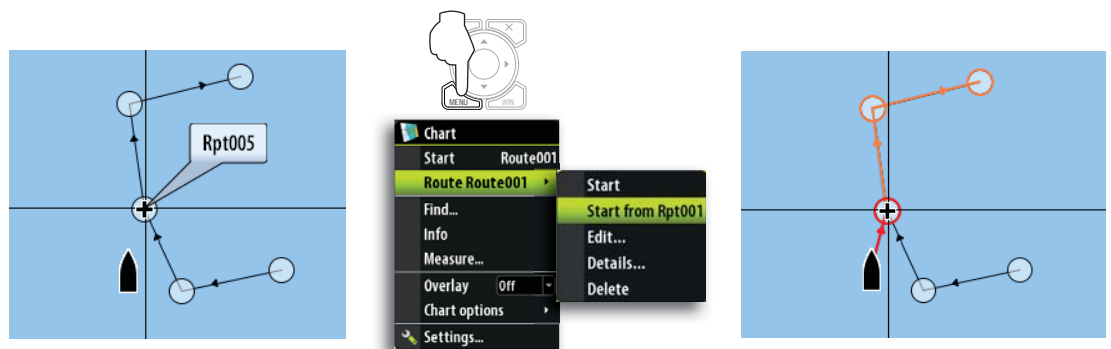 Rpt005
MENU
WIN
Chart
Start Route001
Route Route001
Find...
Info
Measure...
Overlay Off
Chart options
Settings...
Start
Start from Rpt001
Edit...
Details...
Delete